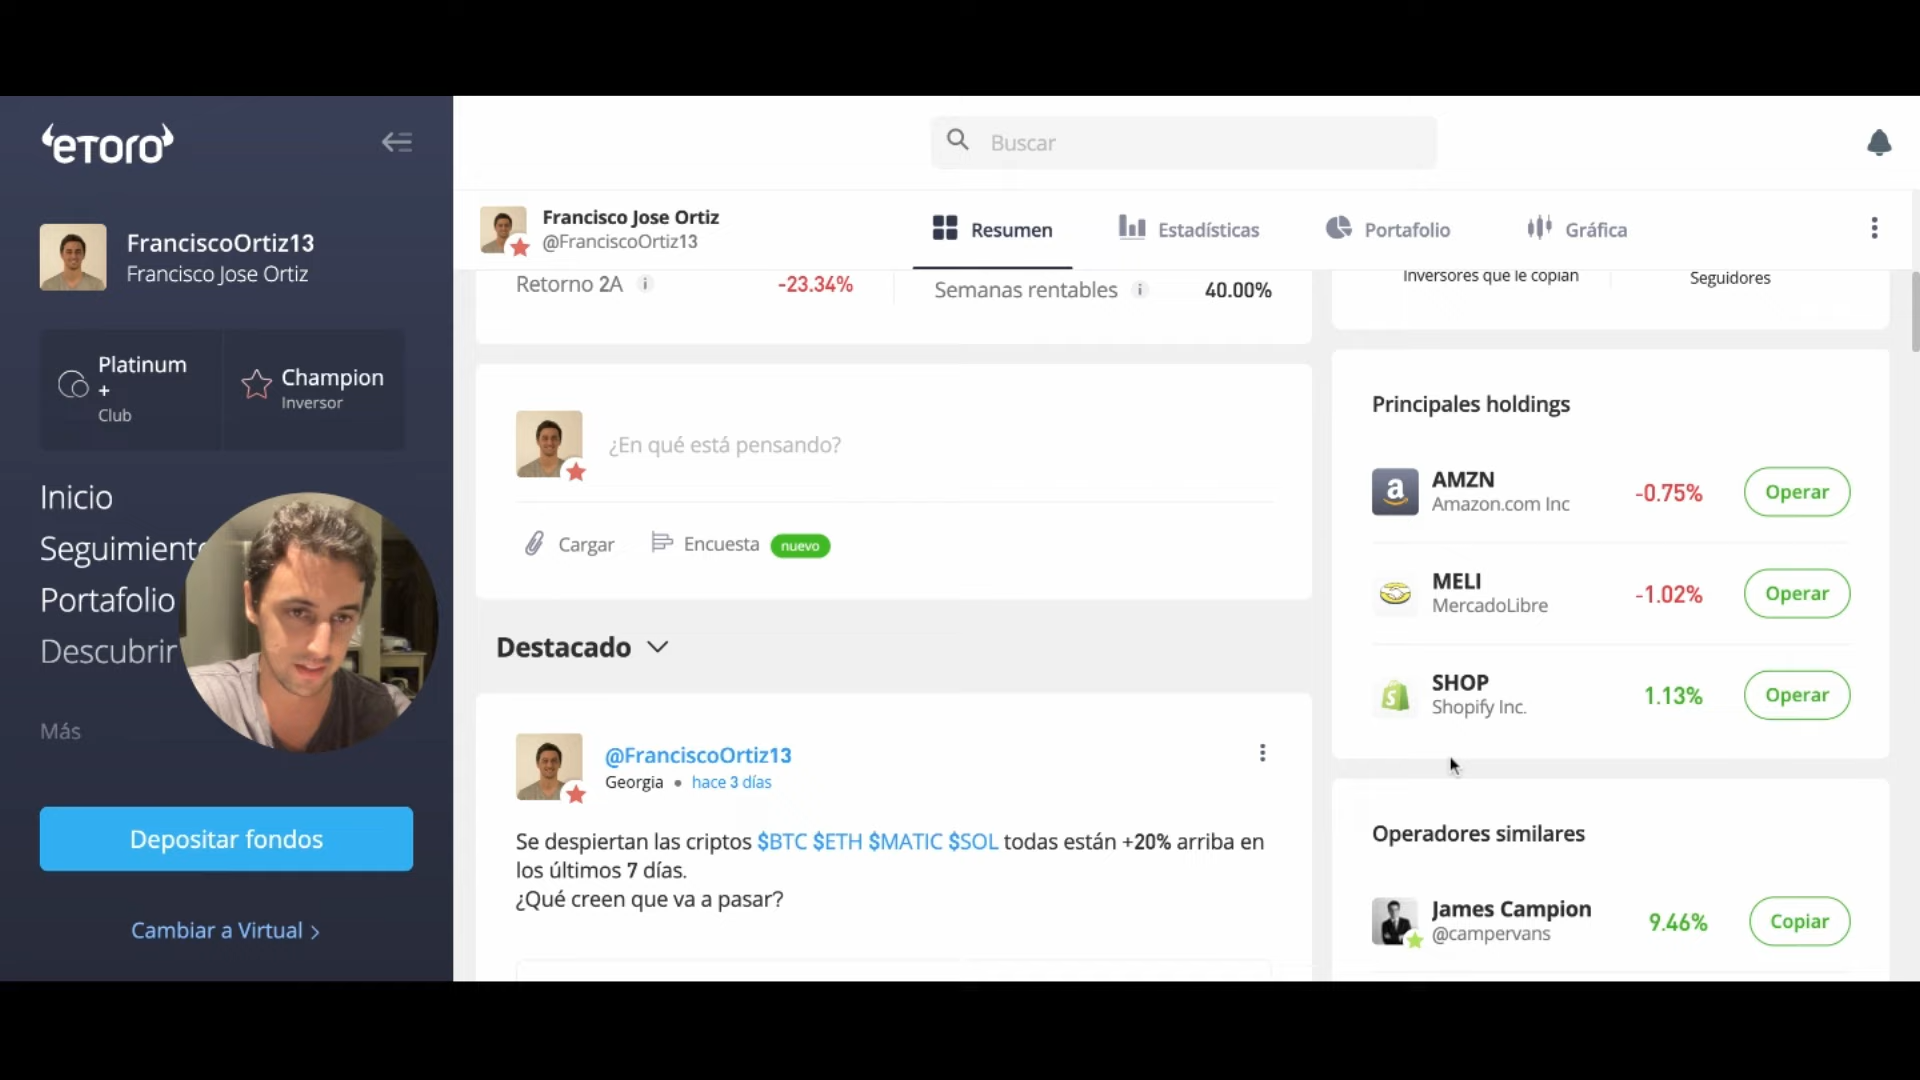 eToro
FranciscoOrtiz13
Francisco Jose Ortiz
Platinum
+
Club
Champion
Inversor
Inicio
Seguimiento
Portafolio
Descubrir
Más
Depositar fondos
Cambiar a Virtual >
Buscar
Francisco Jose Ortiz
@FranciscoOrtiz13
Resumen
Estadísticas
Portafolio
Gráfica
Retorno 2A i -23.34%
Semanas rentables i 40.00%
¿En qué está pensando?
Cargar
Encuesta nuevo
Destacado
@FranciscoOrtiz13
Georgia • hace 3 días
Se despiertan las criptos $BTC $ETH $MATIC $SOL todas están +20% arriba en
los últimos 7 días.
¿Qué creen que va a pasar?
Inversores que le copian
Seguidores
Principales holdings
AMZN
Amazon.com Inc
-0.75%
Operar
MELI
MercadoLibre
-1.02%
Operar
SHOP
Shopify Inc.
1.13%
Operar
Operadores similares
James Campion
@campervans
9.46%
Copiar